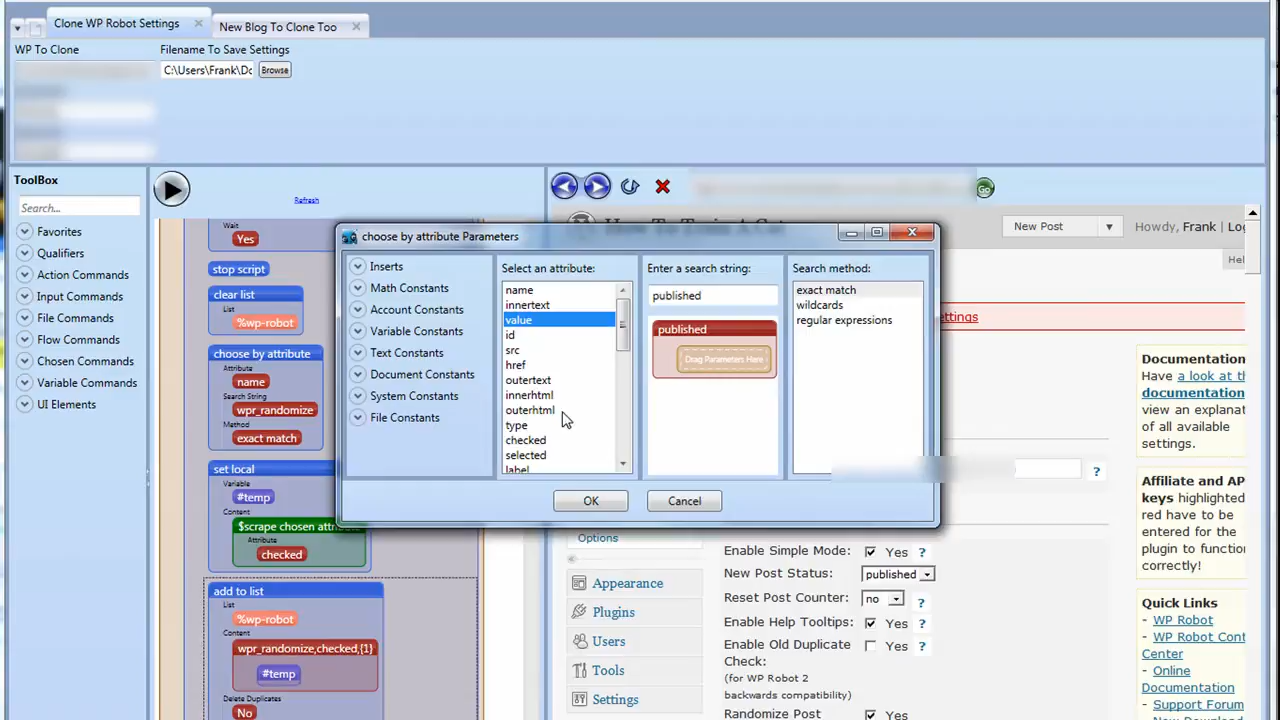 Clone WP Robot Settings
New Blog To Clone Too
WP To Clone
Filename To Save Settings
C:\Users\Frank\Dc
Browse
ToolBox
Search...
Favorites
Qualifiers
Action Commands
Input Commands
File Commands
Flow Commands
Chosen Commands
Variable Commands
UI Elements
Refresh
Wait
Yes
stop script
clear list
List
%wp-robot
choose by attribute
Attribute
name
Search String
wpr_randomize
Method
exact match
set local
Variable
#temp
Content
$scrape chosen attribute
Attribute
checked
add to list
List
%wp-robot
Content
wpr_randomize,checked,{1}
#temp
Delete Duplicates
No
choose by attribute Parameters
Inserts
Math Constants
Account Constants
Variable Constants
Text Constants
Document Constants
System Constants
File Constants
Select an attribute:
name
innertext
value
id
src
href
outertext
innerhtml
outerhtml
type
checked
selected
label
Enter a search string:
published
published
Drag Parameters Here
Search method:
exact match
wildcards
regular expressions
OK
Cancel
Go
How To Train A Cat
New Post
Howdy, Frank | Log
Hel
ettings
Documentation
Have a look at th
documentation
view an explanat
of all available
settings.
?
Affiliate and AP
keys highlighted
red have to be
entered for the
plugin to function
correctly!
Options
Appearance
Plugins
Users
Tools
Settings
Enable Simple Mode: Yes ?
New Post Status: published
Reset Post Counter: no ?
Enable Help Tooltips: Yes ?
Enable Old Duplicate Yes ?
Check:
(for WP Robot 2
backwards compatibility)
Randomize Post Yes
Quick Links
- WP Robot
- WP Robot Cont
Center
- Online
Documentation
- Support Forum